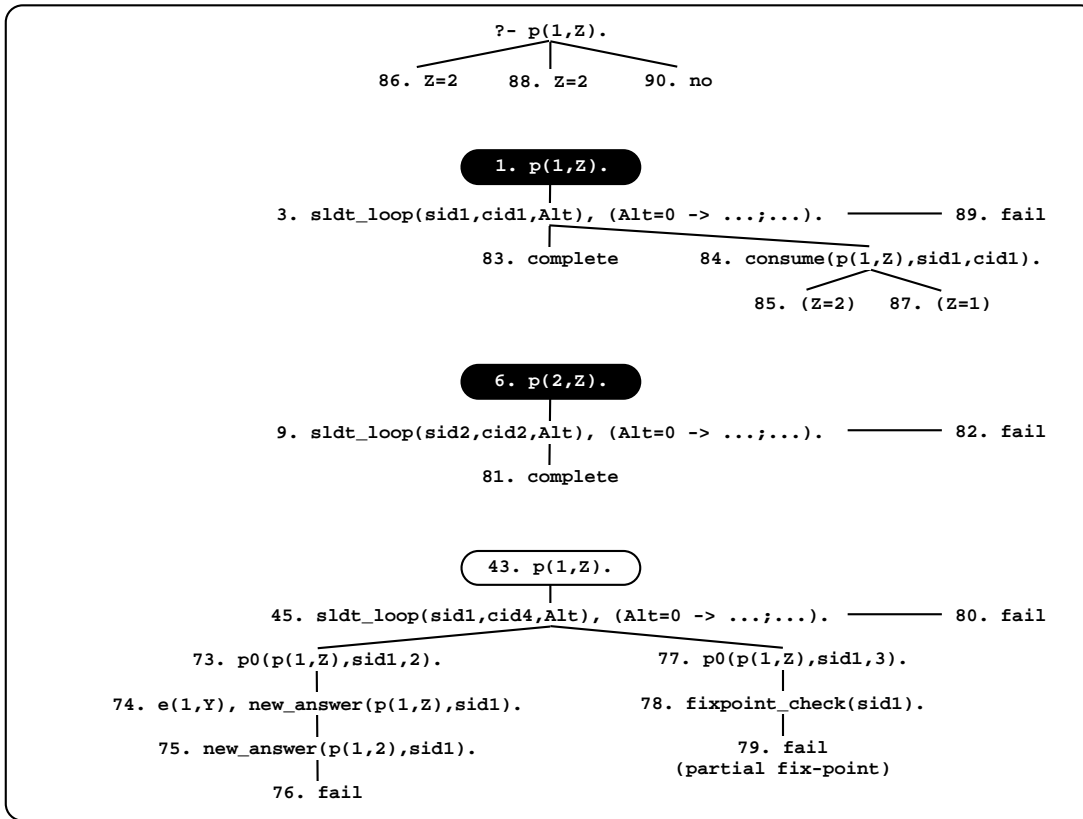 ?- p(1,Z).
86. Z=2 88. Z=2 90. no
1. p(1,Z).
3. sldt_loop(sid1,cid1,Alt), (Alt=0 -> ...;...). 89. fail
83. complete 84. consume(p(1,Z),sid1,cid1).
85. (Z=2) 87. (Z=1)
6. p(2,Z).
9. sldt_loop(sid2,cid2,Alt), (Alt=0 -> ...;...). 82. fail
81. complete
43. p(1,Z).
45. sldt_loop(sid1,cid4,Alt), (Alt=0 -> ...;...). 80. fail
73. p0(p(1,Z),sid1,2). 77. p0(p(1,Z),sid1,3).
74. e(1,Y), new_answer(p(1,Z),sid1). 78. fixpoint_check(sid1).
75. new_answer(p(1,2),sid1). 79. fail
(partial fix-point)
76. fail